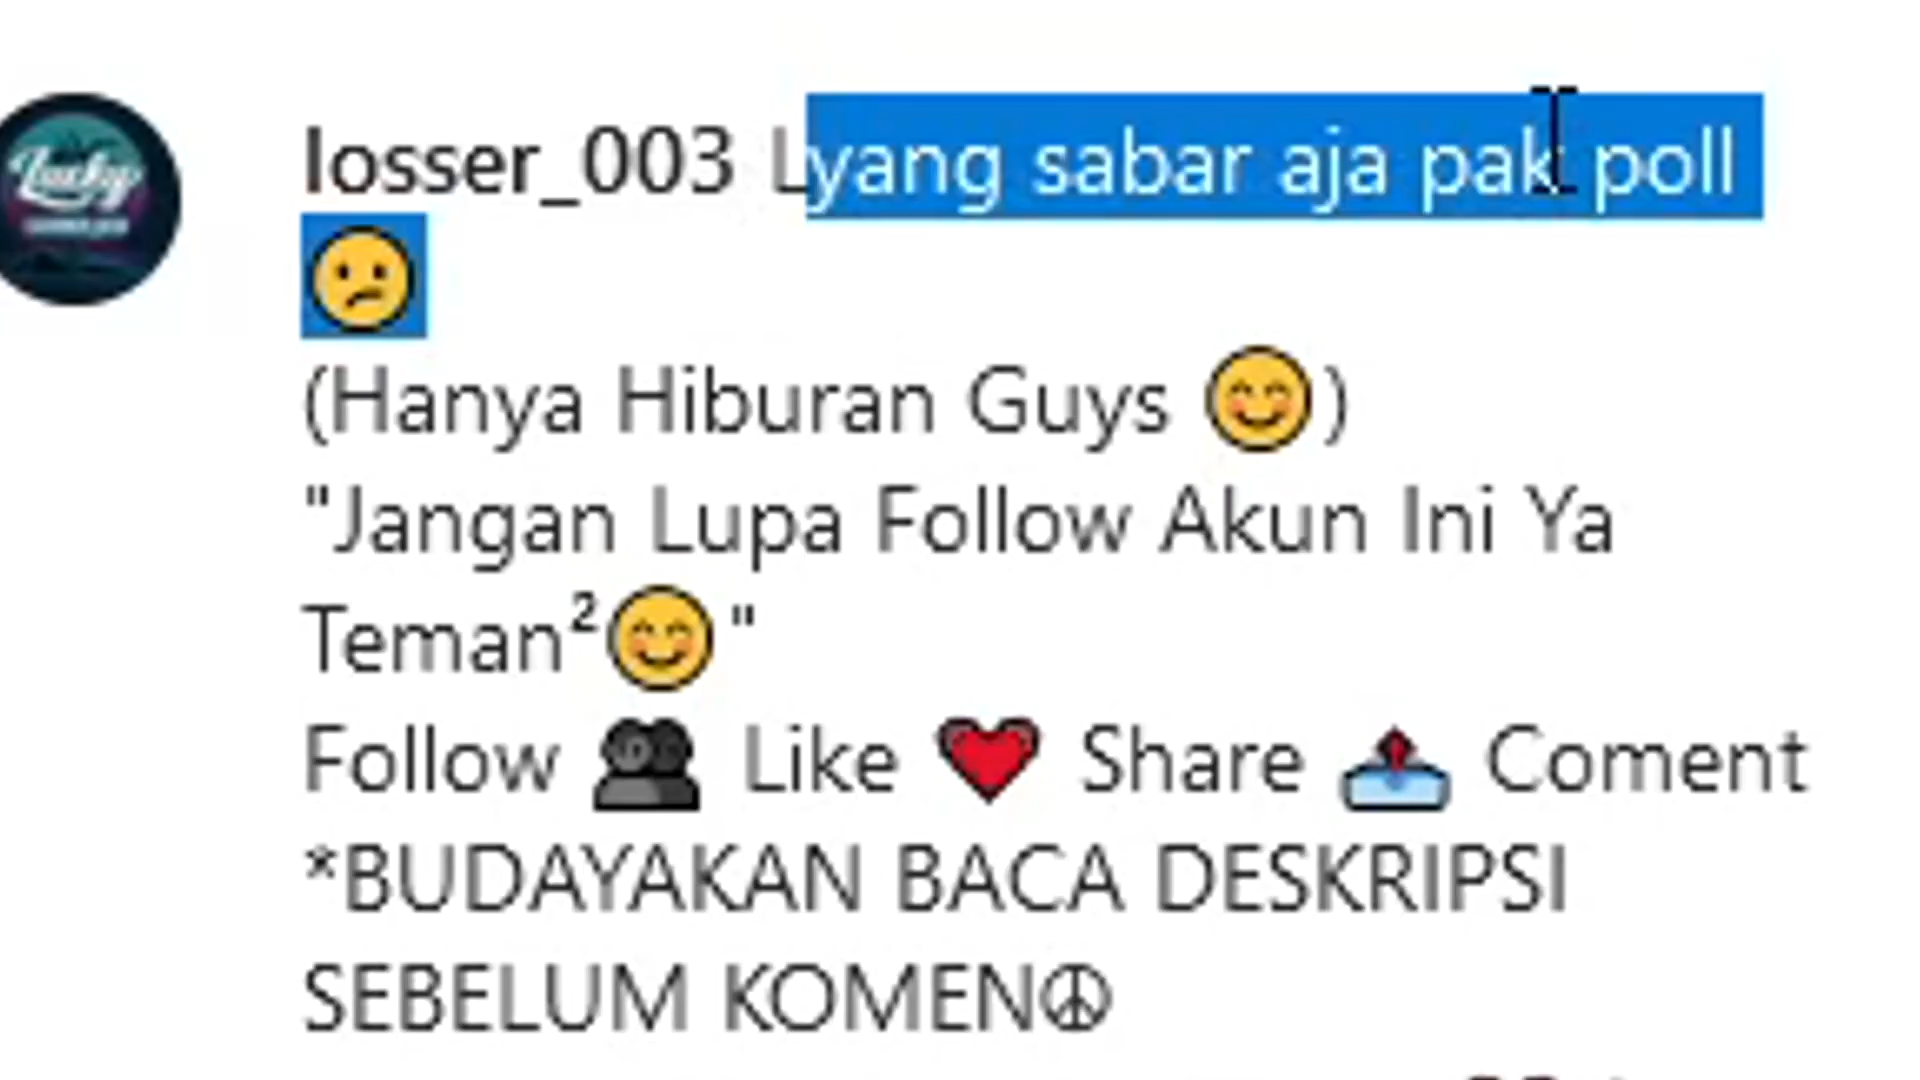 Lucky
losser_003 Lyang sabar aja pak poll
😕
(Hanya Hiburan Guys 😊)
"Jangan Lupa Follow Akun Ini Ya
Teman²😊"
Follow 👥 Like ❤️ Share 📤 Coment
*BUDAYAKAN BACA DESKRIPSI
SEBELUM KOMEN☮